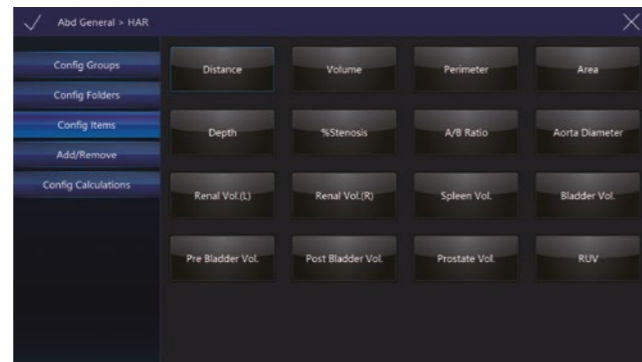 Abd General > HAR
Config Groups
Config Folders
Config Items
Add/Remove
Config Calculations
Distance
Volume
Perimeter
Area
Depth
%Stenosis
A/B Ratio
Aorta Diameter
Renal Vol.(L)
Renal Vol.(R)
Spleen Vol.
Bladder Vol.
Pre Bladder Vol.
Post Bladder Vol.
Prostate Vol.
RUV